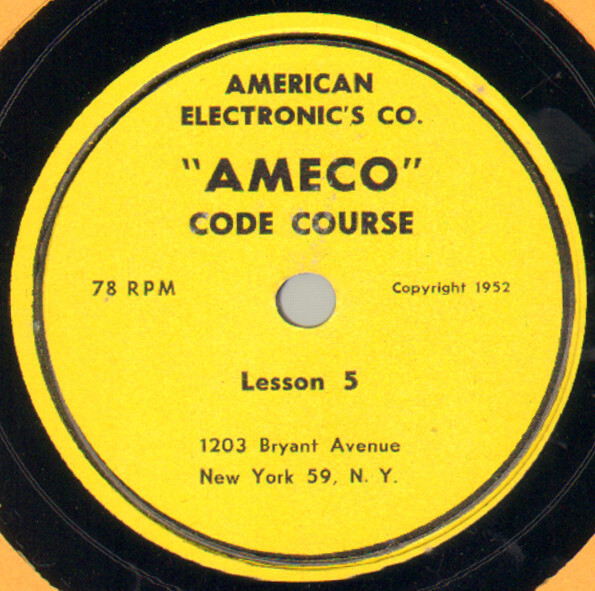 AMERICAN
ELECTRONIC'S CO.
"AMECO"
CODE COURSE
78 RPM
Copyright 1952
Lesson 5
1203 Bryant Avenue
New York 59, N. Y.